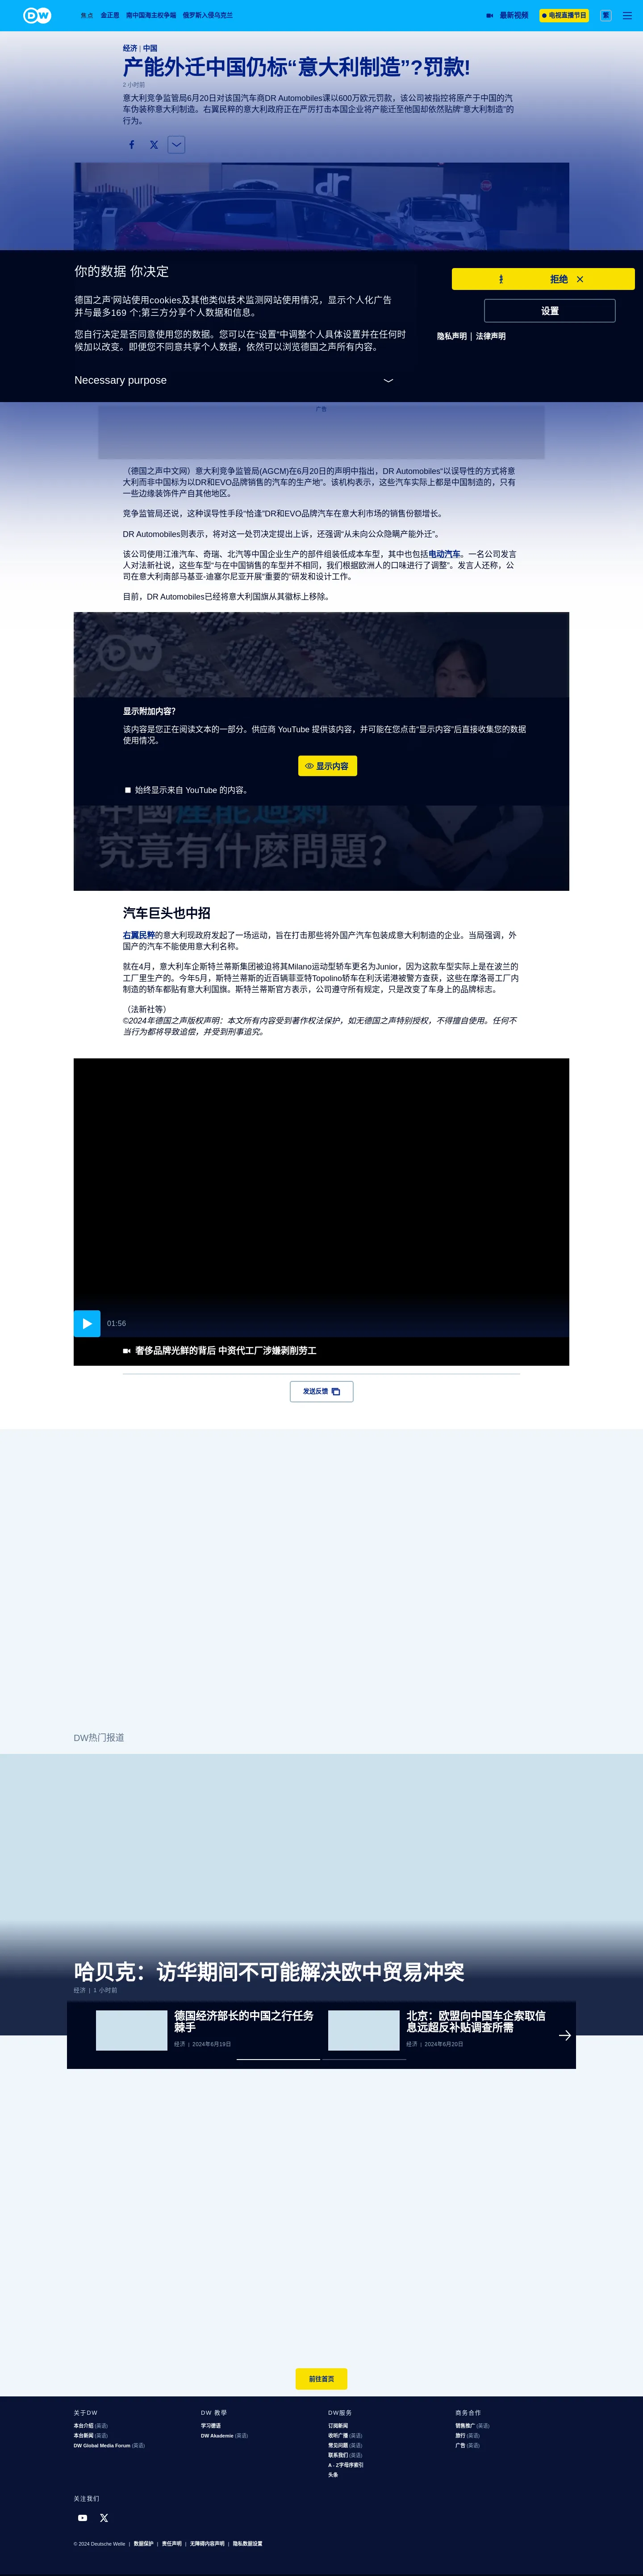 DW
焦点 金正恩 南中国海主权争端 俄罗斯入侵乌克兰
最新视频
电视直播节目
繁
经济 | 中国
产能外迁中国仍标“意大利制造”?罚款!
2 小时前
意大利竞争监管局6月20日对该国汽车商DR Automobiles课以600万欧元罚款，该公司被指控将原产于中国的汽
车伪装称意大利制造。右翼民粹的意大利政府正在严厉打击本国企业将产能迁至他国却依然贴牌“意大利制造”的
行为。
dr
你的数据 你决定
德国之声'网站使用cookies及其他类似技术监测网站使用情况，显示个人化广告
并与最多169 个;第三方分享个人数据和信息。
您自行决定是否同意使用您的数据。您可以在“设置”中调整个人具体设置并在任何时
候加以改变。即便您不同意共享个人数据，依然可以浏览德国之声所有内容。
Necessary purpose
拒绝
设置
隐私声明 | 法律声明
广告
（德国之声中文网）意大利竞争监管局(AGCM)在6月20日的声明中指出，DR Automobiles“以误导性的方式将意
大利而非中国标为以DR和EVO品牌销售的汽车的生产地”。该机构表示，这些汽车实际上都是中国制造的，只有
一些边缘装饰件产自其他地区。
竞争监管局还说，这种误导性手段“恰逢”DR和EVO品牌汽车在意大利市场的销售份额增长。
DR Automobiles则表示，将对这一处罚决定提出上诉，还强调“从未向公众隐瞒产能外迁”。
该公司使用江淮汽车、奇瑞、北汽等中国企业生产的部件组装低成本车型，其中也包括电动汽车。一名公司发言
人对法新社说，这些车型“与在中国销售的车型并不相同，我们根据欧洲人的口味进行了调整”。发言人还称，公
司在意大利南部马基亚-迪塞尔尼亚开展“重要的”研发和设计工作。
目前，DR Automobiles已经将意大利国旗从其徽标上移除。
DW
显示附加内容?
该内容是您正在阅读文本的一部分。供应商 YouTube 提供该内容，并可能在您点击“显示内容”后直接收集您的数据
使用情况。
显示内容
始终显示来自 YouTube 的内容。
中國產能過剩
究竟有什麽問題?
汽车巨头也中招
右翼民粹的意大利现政府发起了一场运动，旨在打击那些将外国产汽车包装成意大利制造的企业。当局强调，外
国产的汽车不能使用意大利名称。
就在4月，意大利车企斯特兰蒂斯集团被迫将其Milano运动型轿车更名为Junior，因为这款车型实际上是在波兰的
工厂里生产的。今年5月，斯特兰蒂斯的近百辆菲亚特Topolino轿车在利沃诺港被警方查获，这些在摩洛哥工厂内
制造的轿车都贴有意大利国旗。斯特兰蒂斯官方表示，公司遵守所有规定，只是改变了车身上的品牌标志。
（法新社等）
©2024年德国之声版权声明：本文所有内容受到著作权法保护，如无德国之声特别授权，不得擅自使用。任何不
当行为都将导致追偿，并受到刑事追究。
01:56
奢侈品牌光鲜的背后 中资代工厂涉嫌剥削劳工
发送反馈
DW热门报道
哈贝克：访华期间不可能解决欧中贸易冲突
经济 | 1 小时前
德国经济部长的中国之行任务
棘手
经济 | 2024年6月19日
北京：欧盟向中国车企索取信
息远超反补贴调查所需
经济 | 2024年6月20日
前往首页
关于DW
本台介绍 (英语)
本台新闻 (英语)
DW Global Media Forum (英语)
DW 教學
学习德语
DW Akademie (英语)
DW服务
订阅新闻
收听广播 (英语)
常见问题 (英语)
联系我们 (英语)
A - Z字母序索引
头条
商务合作
销售推广 (英语)
旅行 (英语)
广告 (英语)
关注我们
© 2024 Deutsche Welle | 数据保护 | 责任声明 | 无障碍内容声明 | 隐私数据设置